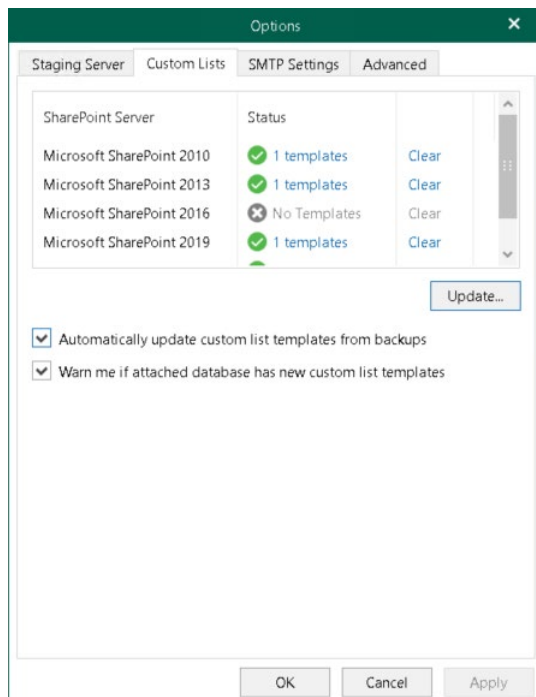 Options
Staging Server Custom Lists SMTP Settings Advanced
SharePoint Server Status
Microsoft SharePoint 2010 1 templates Clear
Microsoft SharePoint 2013 1 templates Clear
Microsoft SharePoint 2016 No Templates Clear
Microsoft SharePoint 2019 1 templates Clear
Update...
Automatically update custom list templates from backups
Warn me if attached database has new custom list templates
OK Cancel Apply